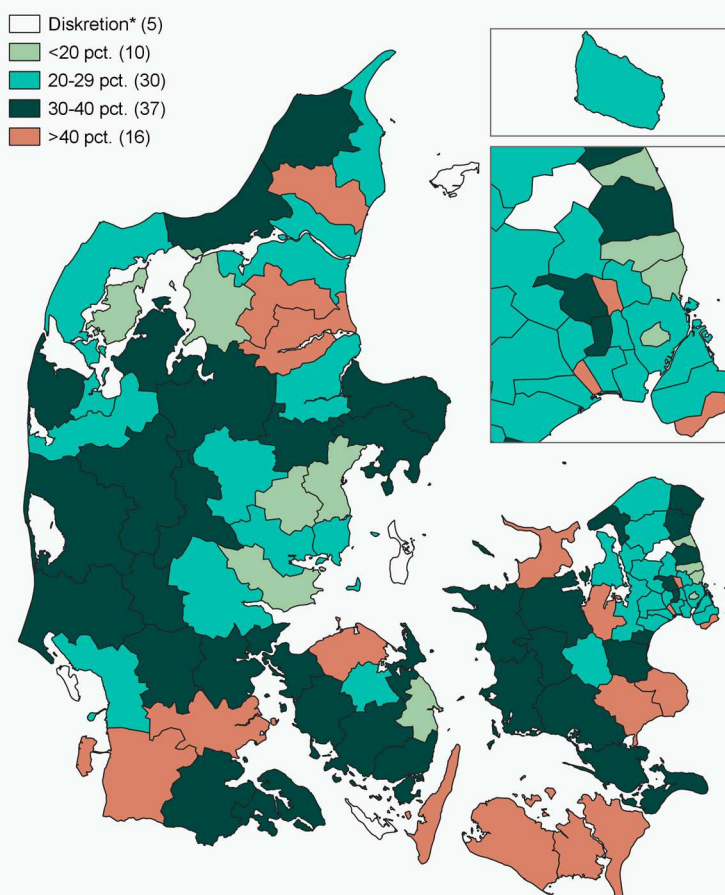 Diskretion* (5)
<20 pct. (10)
20-29 pct. (30)
30-40 pct. (37)
>40 pct. (16)